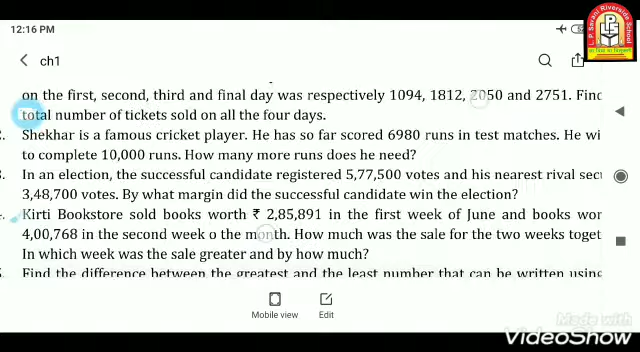 12:16 PM
ch1
on the first, second, third and final day was respectively 1094, 1812, 2050 and 2751. Find
total number of tickets sold on all the four days.
2. Shekhar is a famous cricket player. He has so far scored 6980 runs in test matches. He wi
to complete 10,000 runs. How many more runs does he need?
3. In an election, the successful candidate registered 5,77,500 votes and his nearest rival secu
3,48,700 votes. By what margin did the successful candidate win the election?
Kirti Bookstore sold books worth ₹ 2,85,891 in the first week of June and books wor
4,00,768 in the second week o the month. How much was the sale for the two weeks toget
In which week was the sale greater and by how much?
Find the difference between the greatest and the least number that can be written using
Mobile view
Edit
L. P. Sarani Riverside School
PLS
Made with
VideoShow